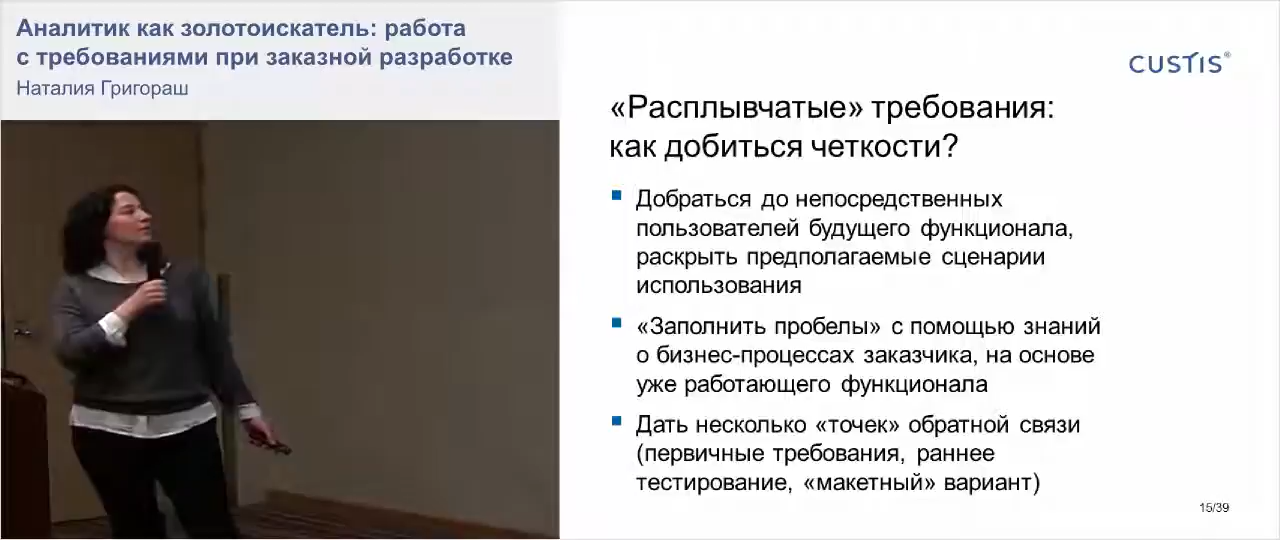 Аналитик как золотоискатель: работа
с требованиями при заказной разработке
Наталия Григораш
CUSTIS®
«Расплывчатые» требования:
как добиться четкости?
Добраться до непосредственных
пользователей будущего функционала,
раскрыть предполагаемые сценарии
использования
«Заполнить пробелы» с помощью знаний
о бизнес-процессах заказчика, на основе
уже работающего функционала
Дать несколько «точек» обратной связи
(первичные требования, раннее
тестирование, «макетный» вариант)
15/39